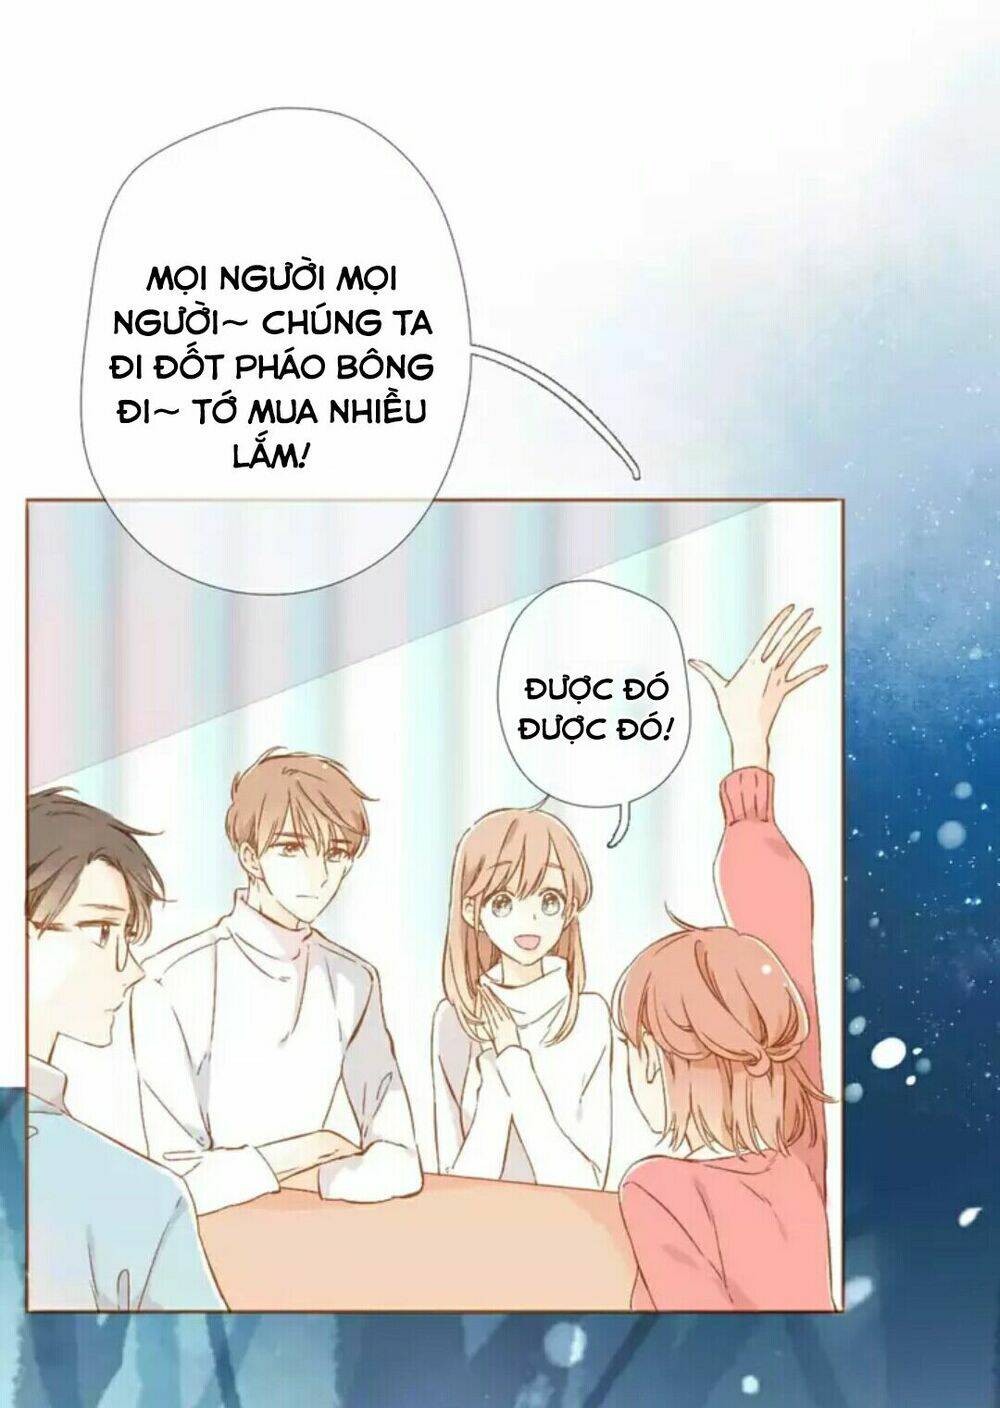 MỌI NGƯỜI MỌI
NGƯỜI~ CHÚNG TA
ĐI ĐỐT PHÁO BÔNG
ĐI~ TỚ MUA NHIỀU
LẮM!
ĐƯỢC ĐÓ
ĐƯỢC ĐÓ!